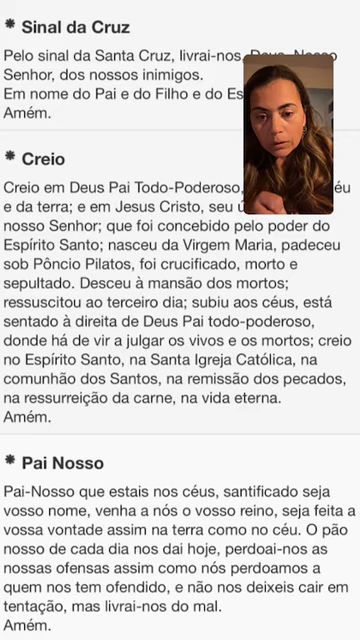 * Sinal da Cruz
Pelo sinal da Santa Cruz, livrai-nos, Deus, Nosso
Senhor, dos nossos inimigos.
Em nome do Pai e do Filho e do
Amém.
* Creio
Creio em Deus Pai Todo-Poderoso,
e da terra; e em Jesus Cristo, seu
nosso Senhor; que foi concebido pelo poder do
Espírito Santo; nasceu da Virgem Maria, padeceu
sob Pôncio Pilatos, foi crucificado, morto e
sepultado. Desceu à mansão dos mortos;
ressuscitou ao terceiro dia; subiu aos céus, está
sentado à direita de Deus Pai todo-poderoso,
donde há de vir a julgar os vivos e os mortos; creio
no Espírito Santo, na Santa Igreja Católica, na
comunhão dos Santos, na remissão dos pecados,
na ressurreição da carne, na vida eterna.
Amém.
* Pai Nosso
Pai-Nosso que estais nos céus, santificado seja
vosso nome, venha a nós o vosso reino, seja feita a
vossa vontade assim na terra como no céu. O pão
nosso de cada dia nos dai hoje, perdoai-nos as
nossas ofensas assim como nós perdoamos a
quem nos tem ofendido, e não nos deixeis cair em
tentação, mas livrai-nos do mal.
Amém.